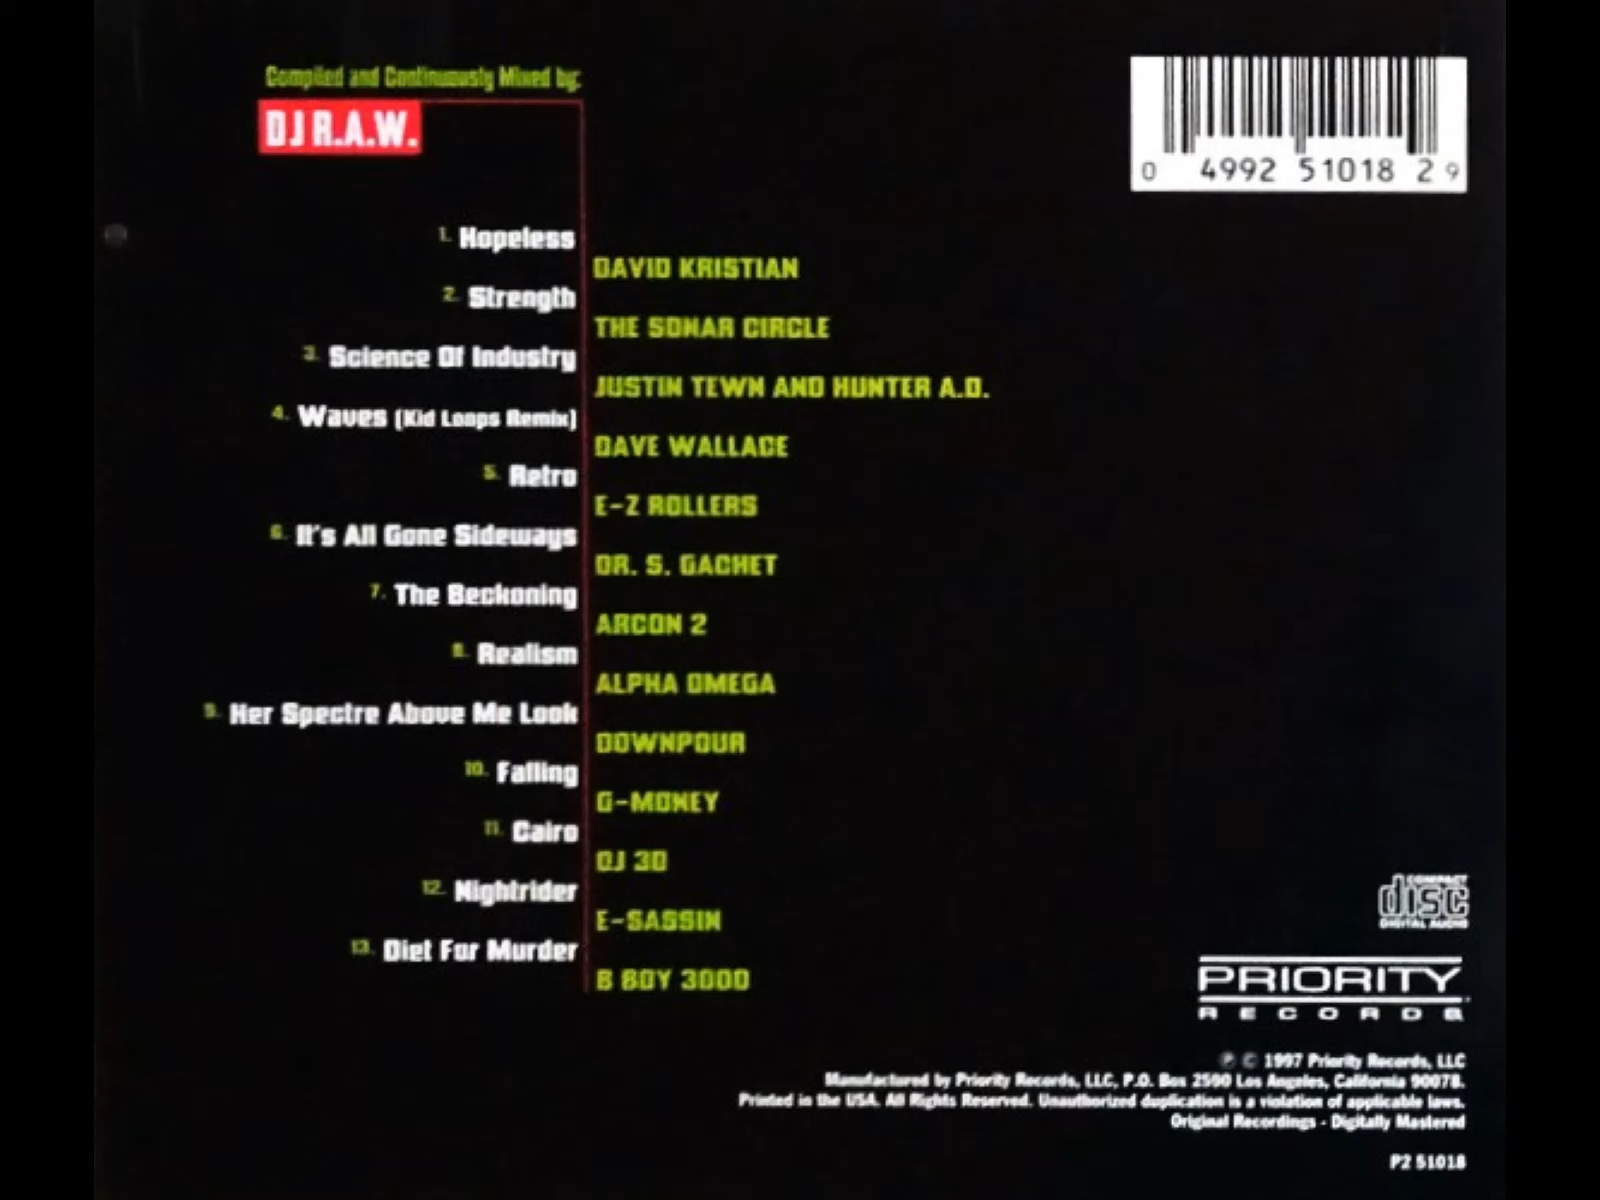 Compiled and Continuously Mixed by:
DJ R.A.W.
0 4992 51018 2 9
1. Hopeless
DAVID KRISTIAN
2. Strength
THE SONAR CIRCLE
3. Science Of Industry
JUSTIN TEWN AND HUNTER A.D.
4. Waves (Kid Loops Remix)
DAVE WALLACE
5. Retro
E-Z ROLLERS
6. It's All Gone Sideways
DR. S. GACHET
7. The Beckoning
ARCON 2
8. Realism
ALPHA OMEGA
9. Her Spectre Above Me Look
DOWNPOUR
10. Falling
G-MONEY
11. Cairo
DJ 3D
12. Nightrider
E-SASSIN
13. Diet For Murder
B BOY 3000
COMPACT
disc
DIGITAL AUDIO
PRIORITY
RECORDS
℗ © 1997 Priority Records, LLC
Manufactured by Priority Records, LLC, P.O. Box 2590 Los Angeles, California 90078.
Printed in the USA. All Rights Reserved. Unauthorized duplication is a violation of applicable laws.
Original Recordings - Digitally Mastered
P2 51018